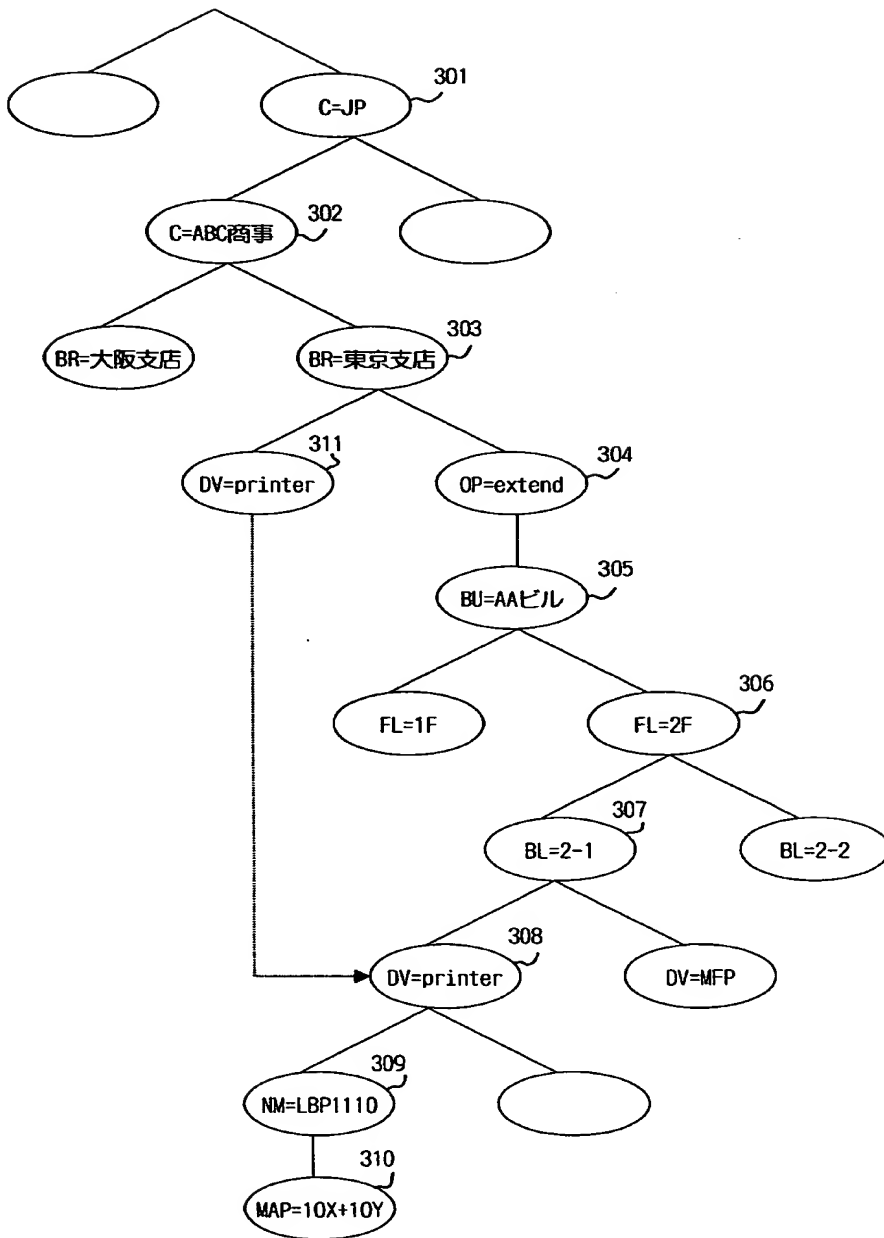 301
C=JP
302
C=ABC商事
303
BR=大阪支店
BR=東京支店
311
304
DV=printer
OP=extend
305
BU=AAビル
306
FL=1F
FL=2F
307
BL=2-1
BL=2-2
308
DV=printer
DV=MFP
309
NM=LBP1110
310
MAP=10X+10Y